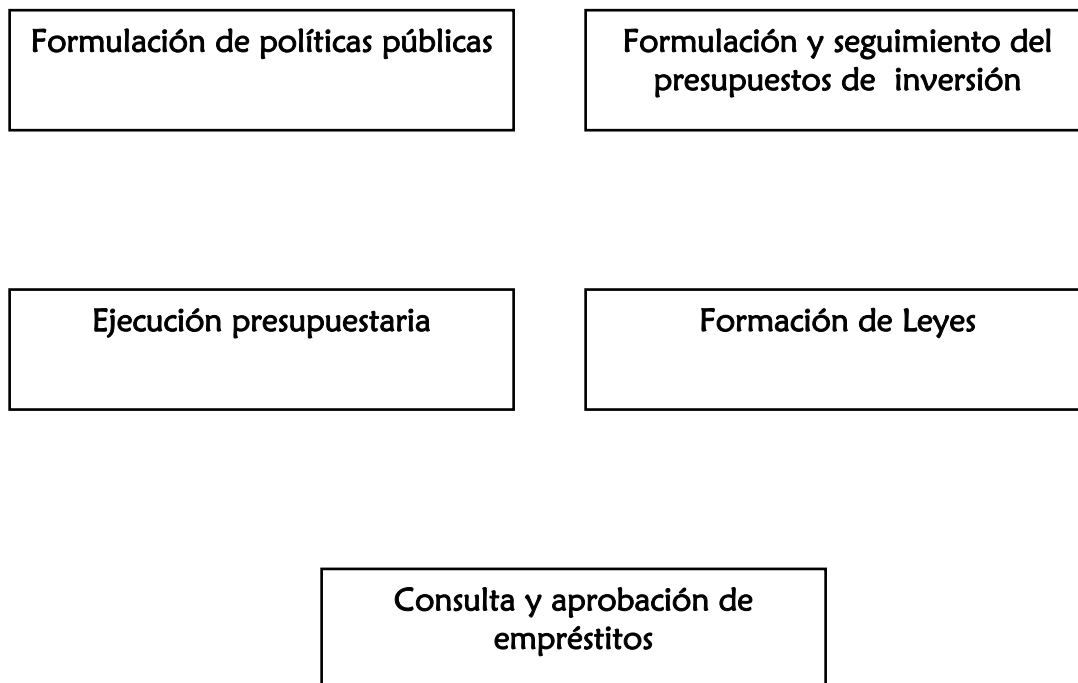 Formulación de políticas públicas
Formulación y seguimiento del
presupuestos de inversión
Ejecución presupuestaria
Formación de Leyes
Consulta y aprobación de
empréstitos